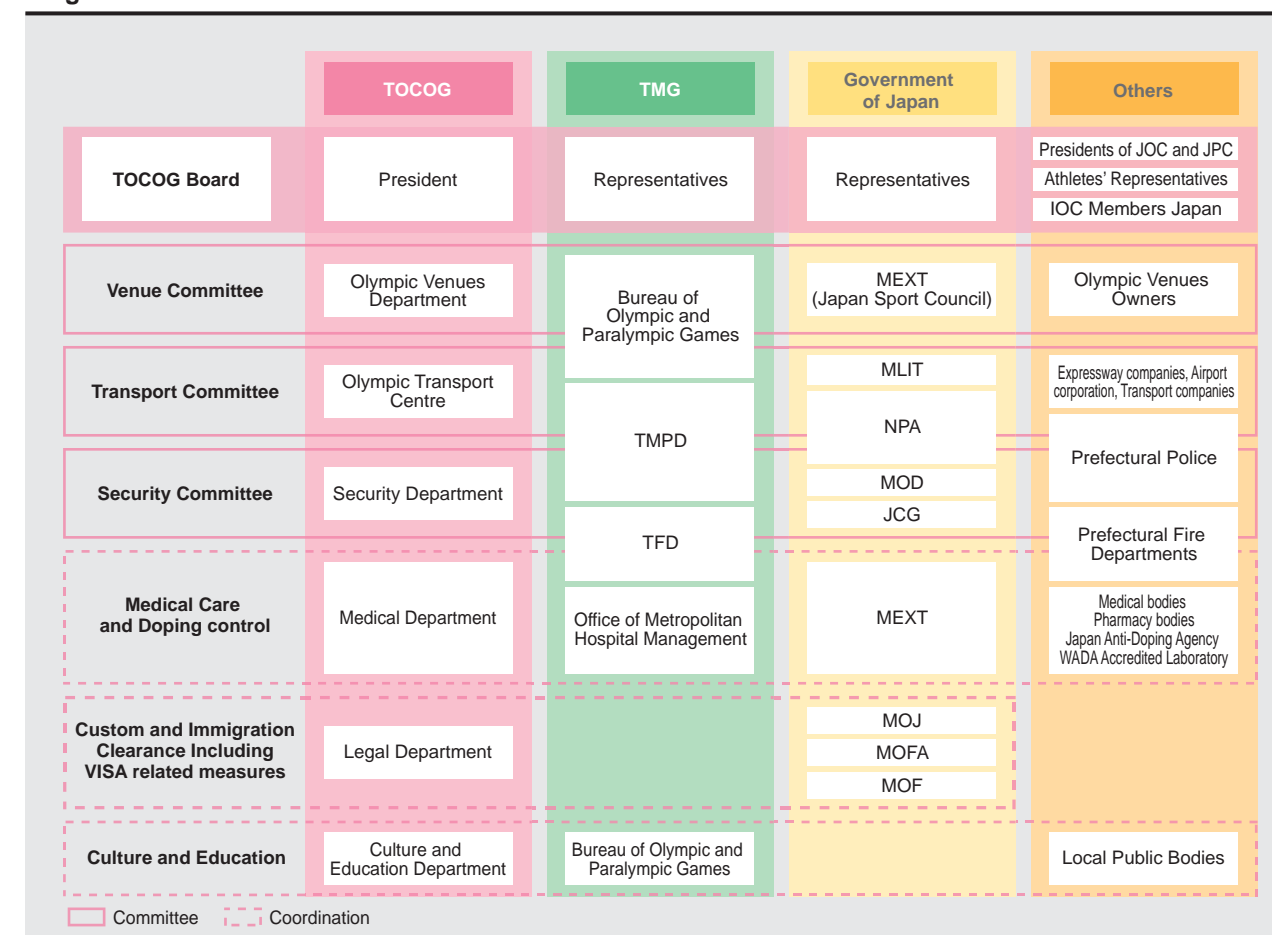 TOCOG
TMG
Government
of Japan
Others
TOCOG Board
President
Representatives
Representatives
Presidents of JOC and JPC
Athletes' Representatives
IOC Members Japan
Venue Committee
Olympic Venues
Department
Bureau of
Olympic and
Paralympic Games
MEXT
(Japan Sport Council)
Olympic Venues
Owners
Transport Committee
Olympic Transport
Centre
TMPD
MLIT
NPA
Expressway companies, Airport
corporation, Transport companies
Prefectural Police
Security Committee
Security Department
TFD
MOD
JCG
Prefectural Fire
Departments
Medical Care
and Doping control
Medical Department
Office of Metropolitan
Hospital Management
MEXT
Medical bodies
Pharmacy bodies
Japan Anti-Doping Agency
WADA Accredited Laboratory
Custom and Immigration
Clearance Including
VISA related measures
Legal Department
MOJ
MOFA
MOF
Culture and Education
Culture and
Education Department
Bureau of Olympic and
Paralympic Games
Local Public Bodies
Committee
Coordination